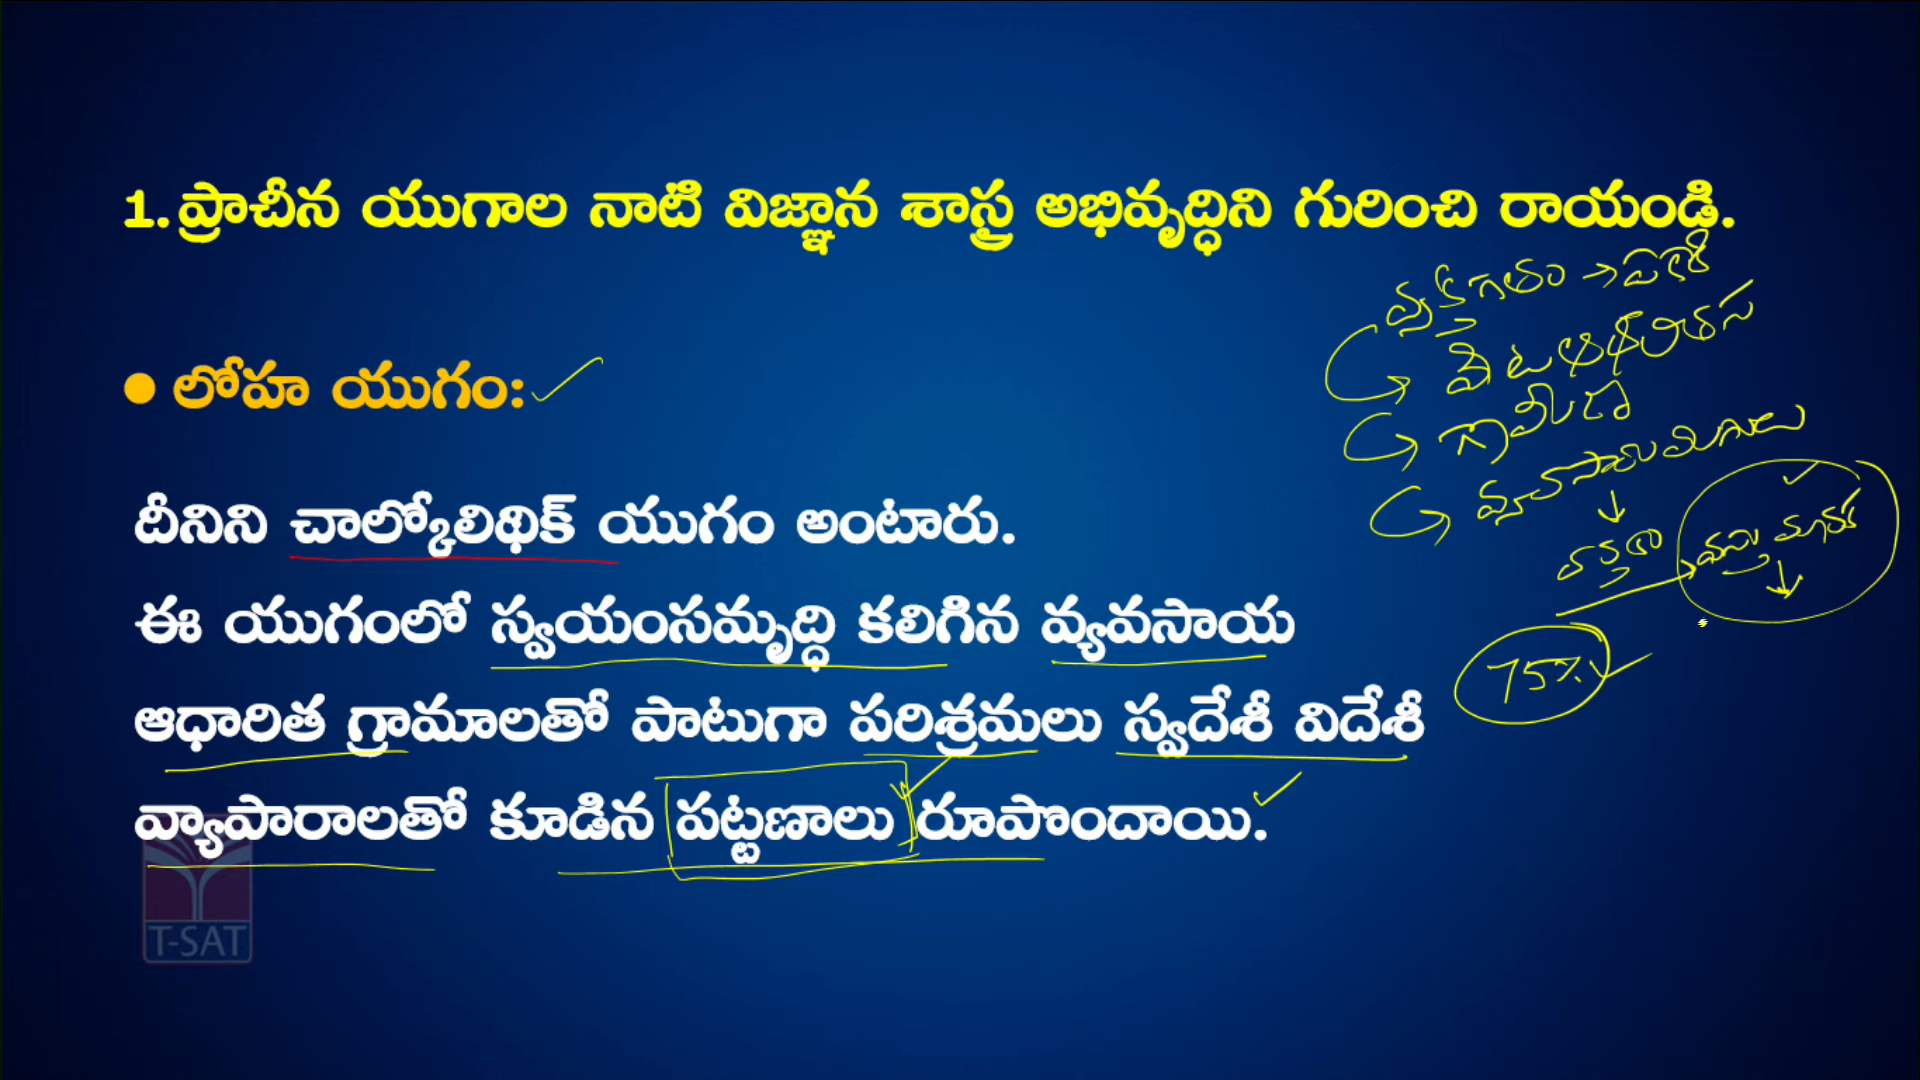 1. ప్రాచీన యుగాల నాటి విజ్ఞాన శాస్త్ర అభివృద్ధిని గురించి రాయండి.
• లోహ యుగం:
దీనిని చాల్కోలిథిక్ యుగం అంటారు.
ఈ యుగంలో స్వయంసమృద్ధి కలిగిన వ్యవసాయ
ఆధారిత గ్రామాలతో పాటుగా పరిశ్రమలు స్వదేశీ విదేశీ
వ్యాపారాలతో కూడిన పట్టణాలు రూపొందాయి.
75%
T-SAT